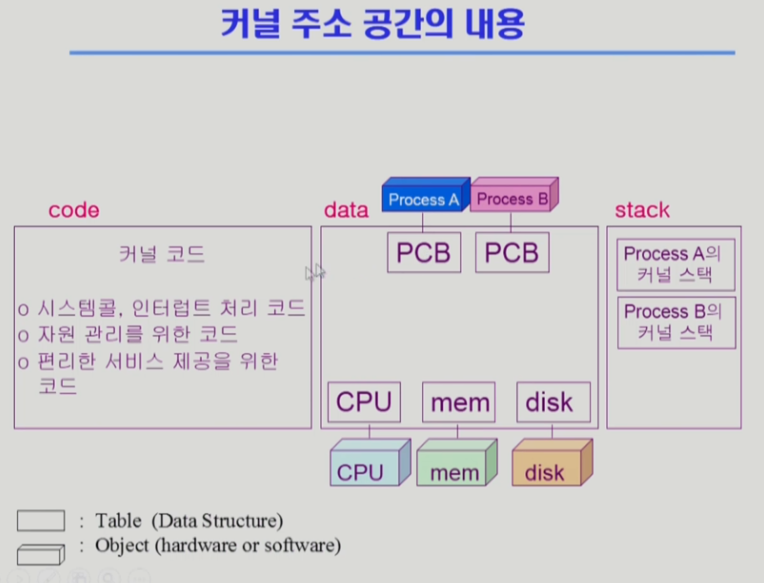 커널 주소 공간의 내용
code
data
Process A
Process B
stack
커널 코드
o 시스템콜, 인터럽트 처리 코드
o 자원 관리를 위한 코드
o 편리한 서비스 제공을 위한
코드
PCB
PCB
CPU
mem
disk
CPU
mem
disk
Process A의
커널 스택
Process B의
커널 스택
: Table (Data Structure)
: Object (hardware or software)